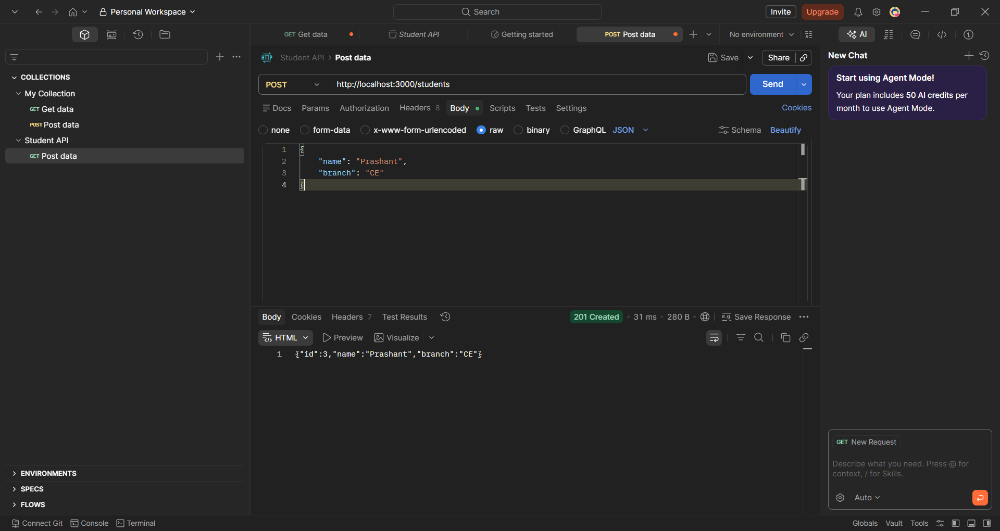 Personal Workspace
Search
Invite
Upgrade
GET Get data
Student API
Getting started
POST Post data
No environment
AI
HTTP Student API > Post data
Save
Share
New Chat
COLLECTIONS
My Collection
GET Get data
POST Post data
Student API
GET Post data
POST
http://localhost:3000/students
Send
Docs Params Authorization Headers 8 Body Scripts Tests Settings
Cookies
none form-data x-www-form-urlencoded raw binary GraphQL JSON
Schema Beautify
1 {
2 "name": "Prashant",
3 "branch": "CE"
4 }
Start using Agent Mode!
Your plan includes 50 AI credits per
month to use Agent Mode.
Body Cookies Headers 7 Test Results
201 Created • 31 ms • 280 B •
e.g. Save Response
HTML Preview Visualize
1 {"id":3,"name":"Prashant","branch":"CE"}
GET New Request
Describe what you need. Press @ for
context, / for Skills.
Auto
ENVIRONMENTS
SPECS
FLOWS
Connect Git Console Terminal
Globals Vault Tools